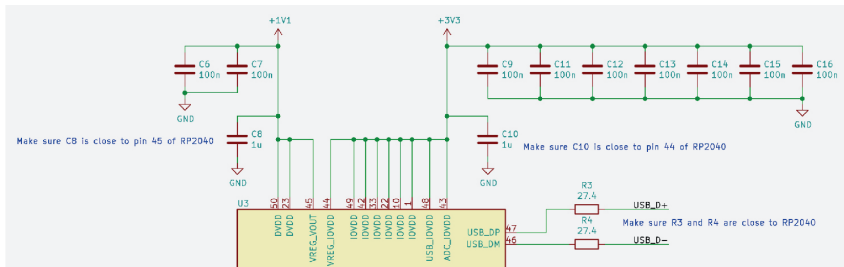 +1V1
+3V3
C6
100n
C7
100n
C9
100n
C11
100n
C12
100n
C13
100n
C14
100n
C15
100n
C16
100n
GND
GND
C8
1u
Make sure C8 is close to pin 45 of RP2040
C10
1u
Make sure C10 is close to pin 44 of RP2040
GND
GND
U3
50
23
45
44
49
42
33
22
10
1
48
43
DVDD
DVDD
VREG_VOUT
VREG_IOVDD
IOVDD
IOVDD
IOVDD
IOVDD
IOVDD
IOVDD
USB_IOVDD
ADC_IOVDD
R3
27.4
USB_D+
Make sure R3 and R4 are close to RP2040
R4
27.4
USB_D-
USB_DP
47
USB_DM
46